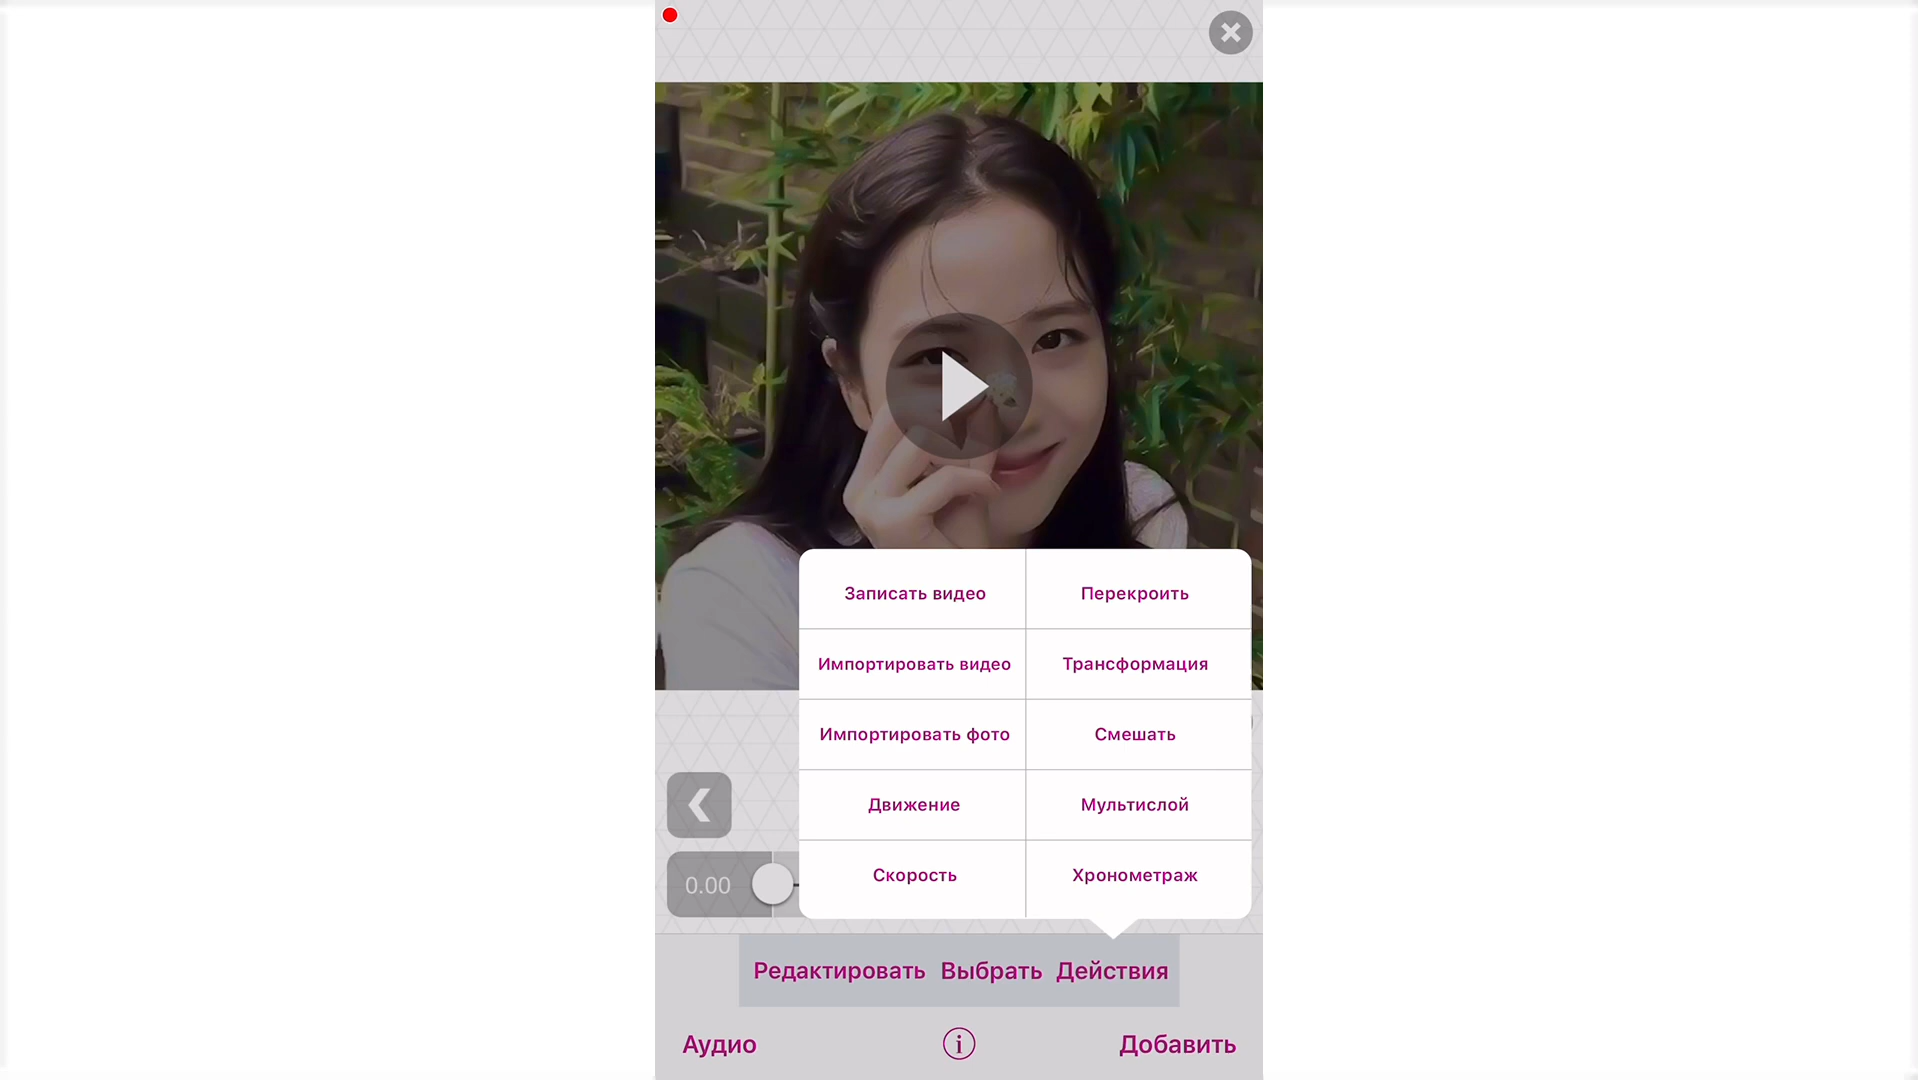 Записать видео
Перекроить
Импортировать видео
Трансформация
Импортировать фото
Смешать
Движение
Мультислой
Скорость
Хронометраж
0.00
Редактировать Выбрать Действия
Аудио
i
Добавить